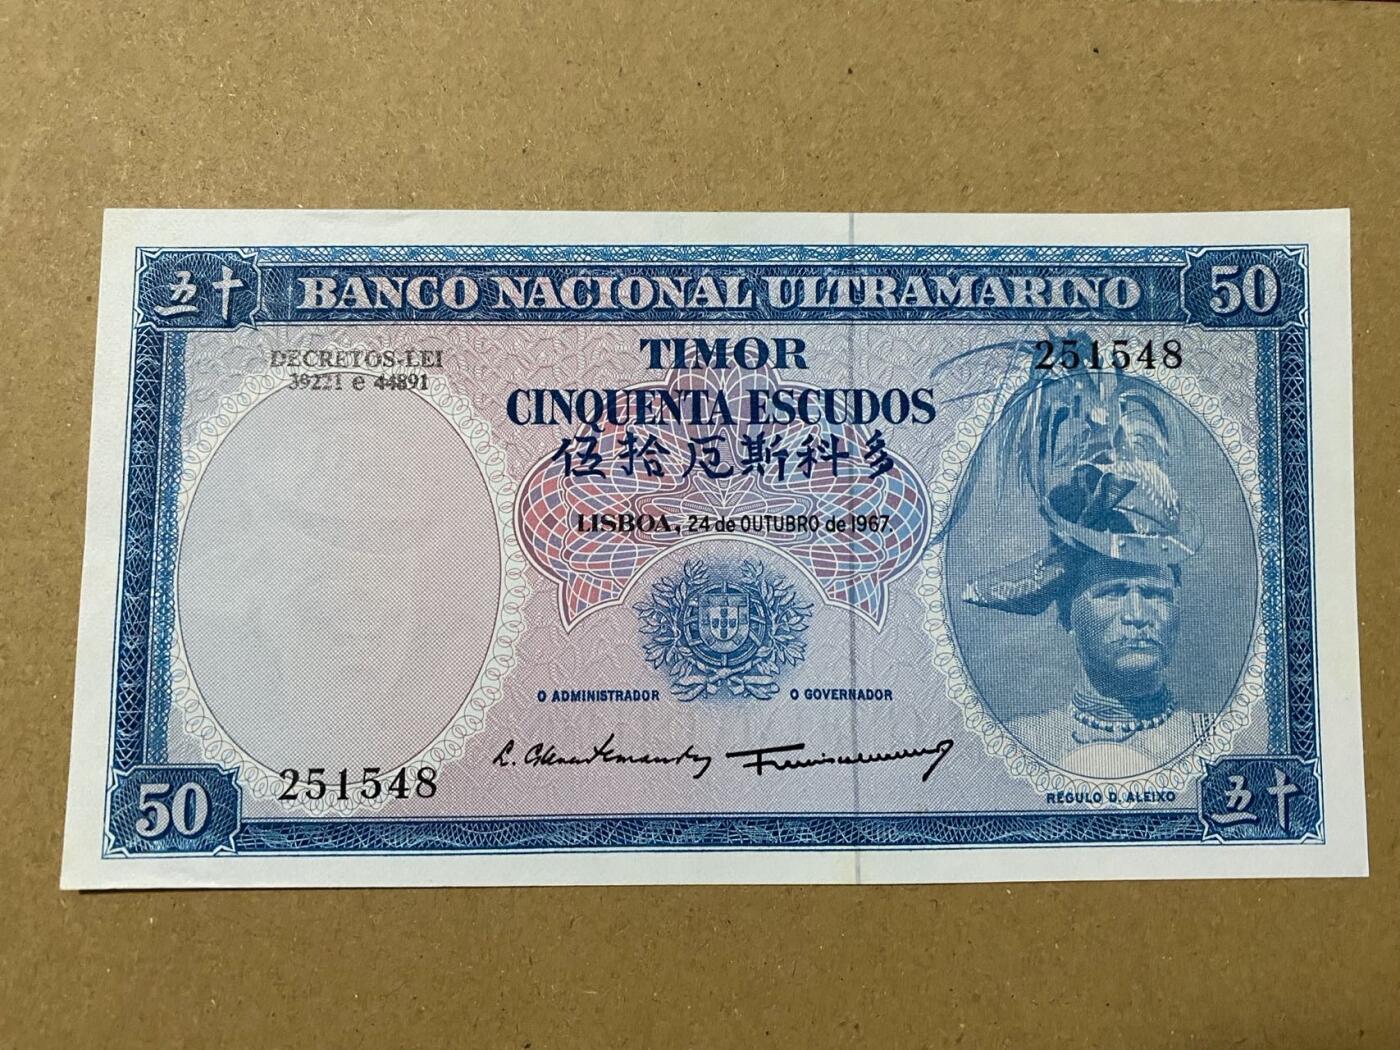 五十 BANCO NACIONAL ULTRAMARINO 50
DECRETOS-LEI
39221 e 44891
TIMOR
251548
CINQUENTA ESCUDOS
伍拾厄斯科多
LISBOA, 24 de OUTUBRO de 1967
O ADMINISTRADOR O GOVERNADOR
251548
RÉGULO D. ALEIXO
50 五十